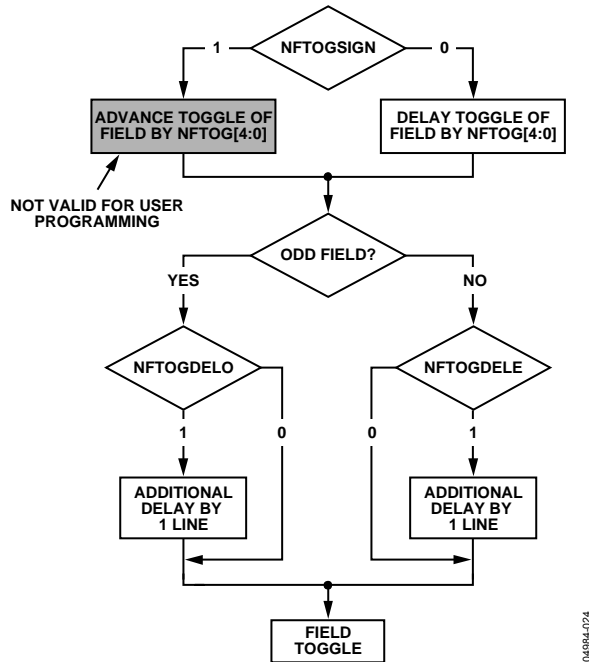 NFTOGSIGN
1
0
ADVANCE TOGGLE OF
FIELD BY NFTOG[4:0]
DELAY TOGGLE OF
FIELD BY NFTOG[4:0]
NOT VALID FOR USER
PROGRAMMING
ODD FIELD?
YES
NO
NFTOGDELO
NFTOGDELE
1
0
0
1
ADDITIONAL
DELAY BY
1 LINE
ADDITIONAL
DELAY BY
1 LINE
FIELD
TOGGLE
04984-024